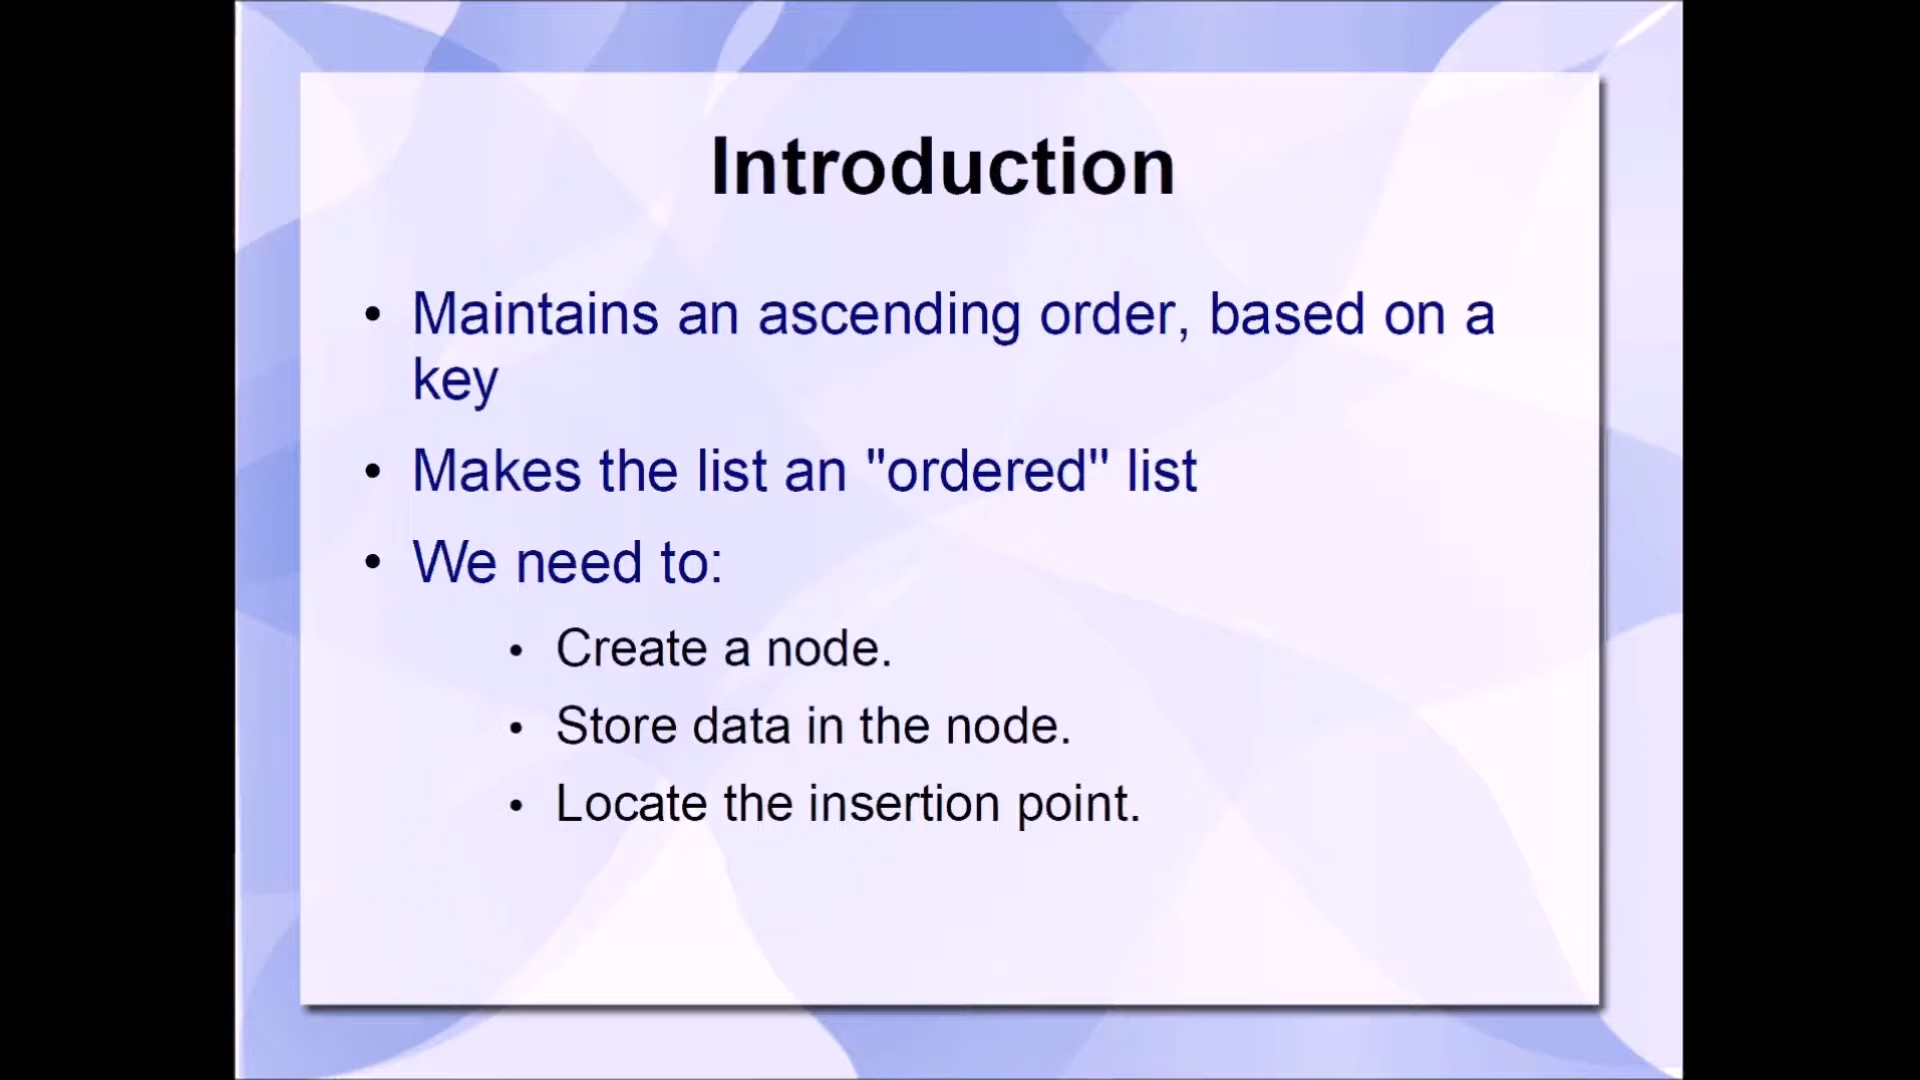 Introduction
• Maintains an ascending order, based on a
key
• Makes the list an "ordered" list
• We need to:
• Create a node.
• Store data in the node.
• Locate the insertion point.